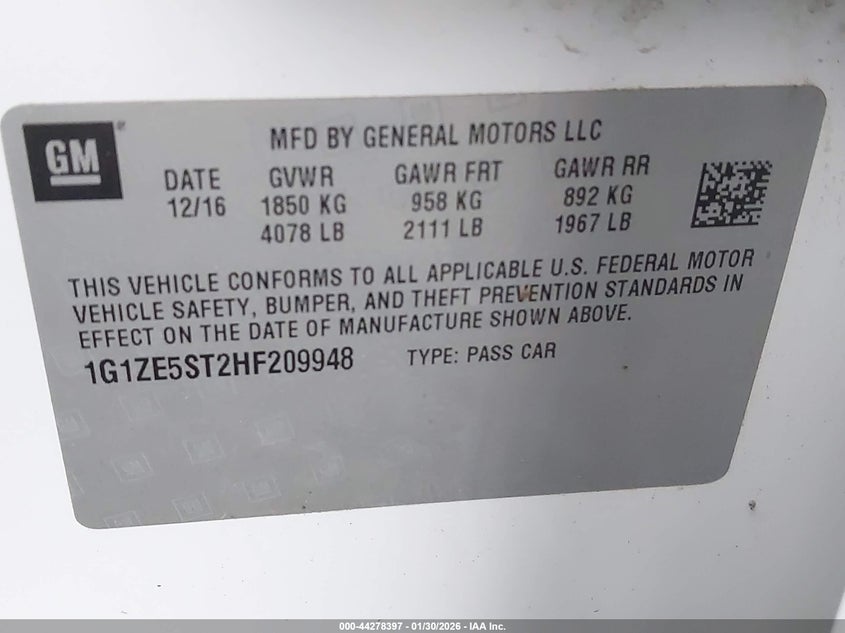 GM
MFD BY GENERAL MOTORS LLC
DATE GVWR GAWR FRT GAWR RR
12/16 1850 KG 958 KG 892 KG
4078 LB 2111 LB 1967 LB
THIS VEHICLE CONFORMS TO ALL APPLICABLE U.S. FEDERAL MOTOR
VEHICLE SAFETY, BUMPER, AND THEFT PREVENTION STANDARDS IN
EFFECT ON THE DATE OF MANUFACTURE SHOWN ABOVE.
1G1ZE5ST2HF209948 TYPE: PASS CAR
000-44278397 - 01/30/2026 - IAA Inc.